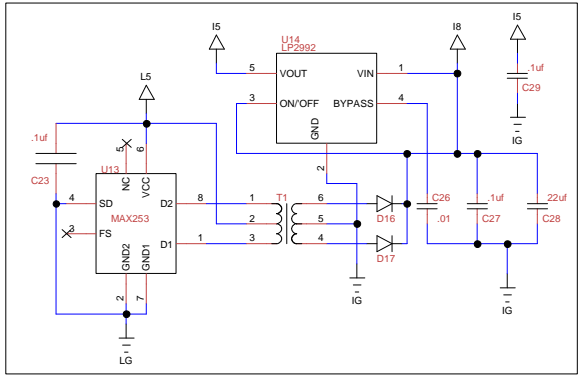 I5
U14
LP2992
I8
I5
5
VOUT
VIN
1
.1uf
C29
L5
3
ON/'OFF
BYPASS
4
GND
IG
2
.1uf
C23
5
6
U13
NC
VCC
4
SD
MAX253
D2
8
1
T1
6
D16
C26
.01
.1uf
C27
22uf
C28
2
5
3
FS
D1
1
3
4
D17
GND2
GND1
2
7
IG
IG
LG